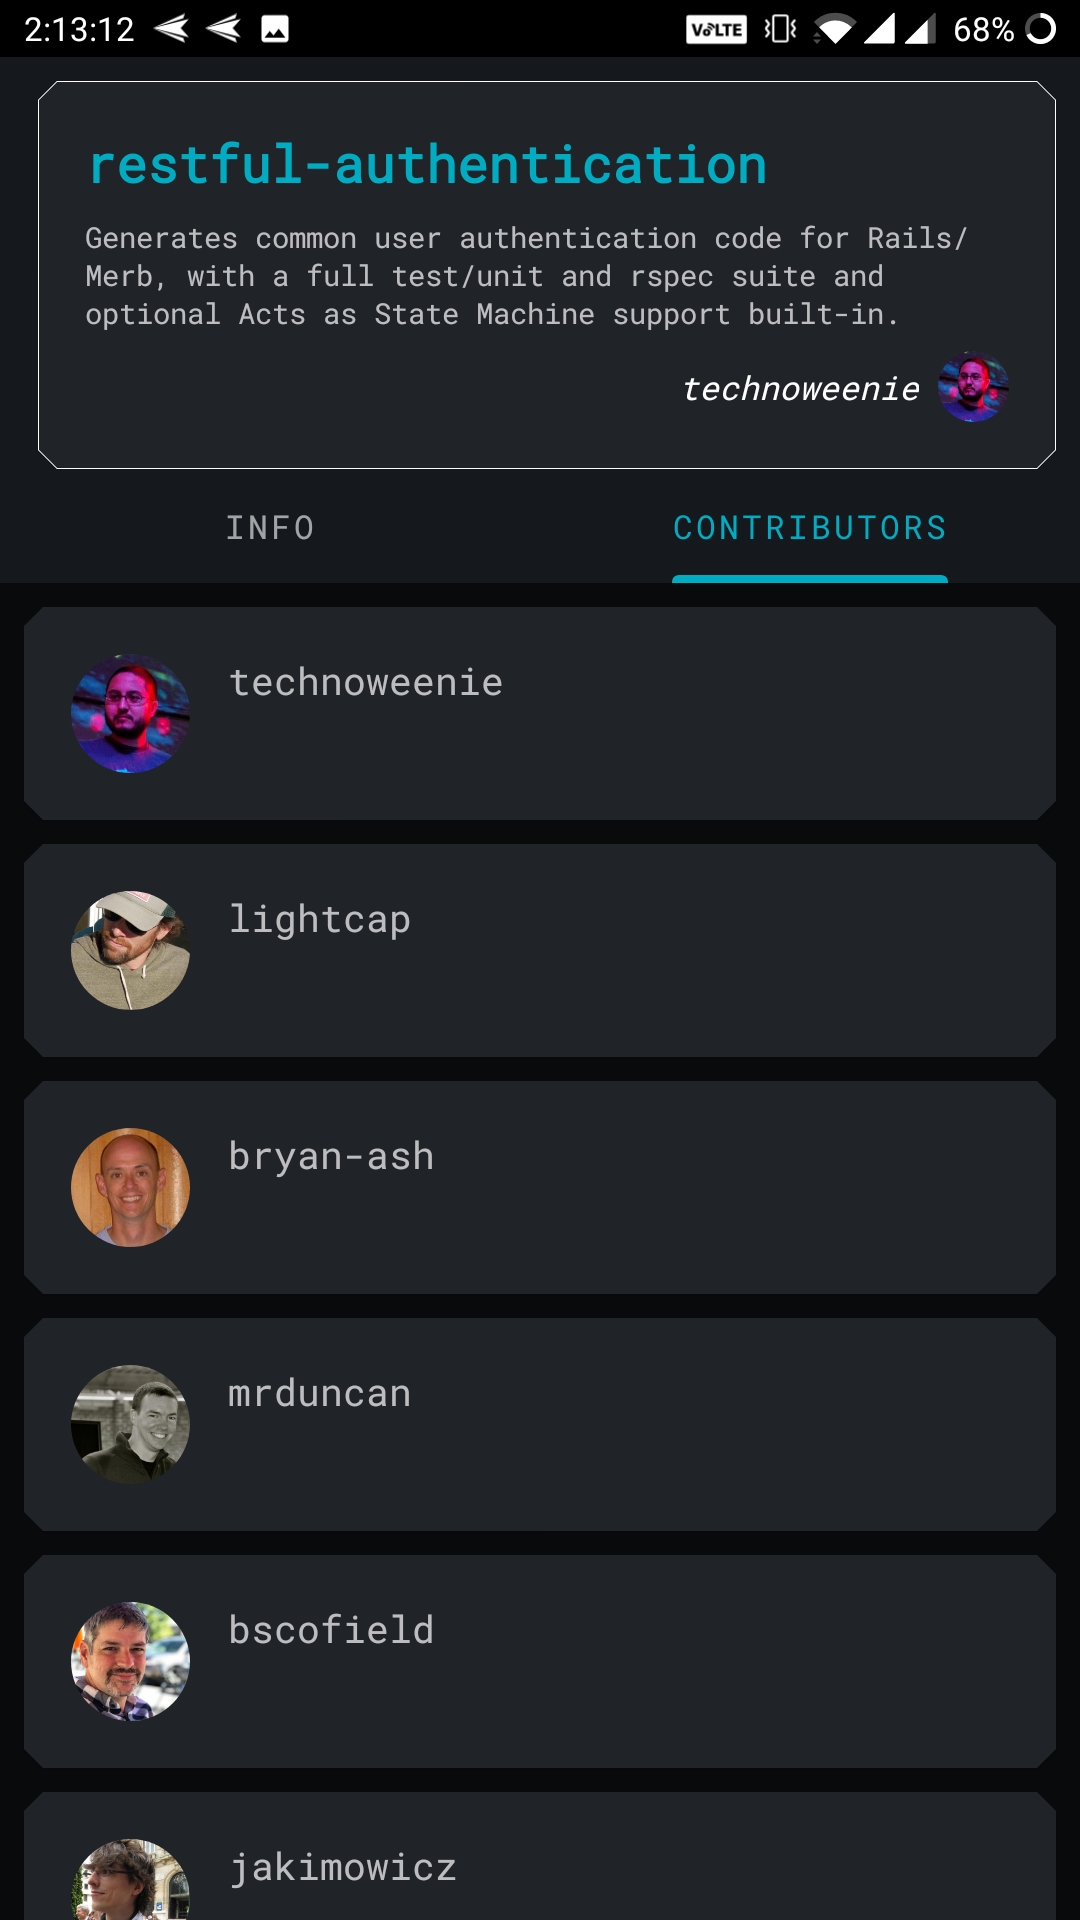 2:13:12
VoLTE
68%
restful-authentication
Generates common user authentication code for Rails/
Merb, with a full test/unit and rspec suite and
optional Acts as State Machine support built-in.
technoweenie
INFO
CONTRIBUTORS
technoweenie
lightcap
bryan-ash
mrduncan
bscofield
jakimowicz